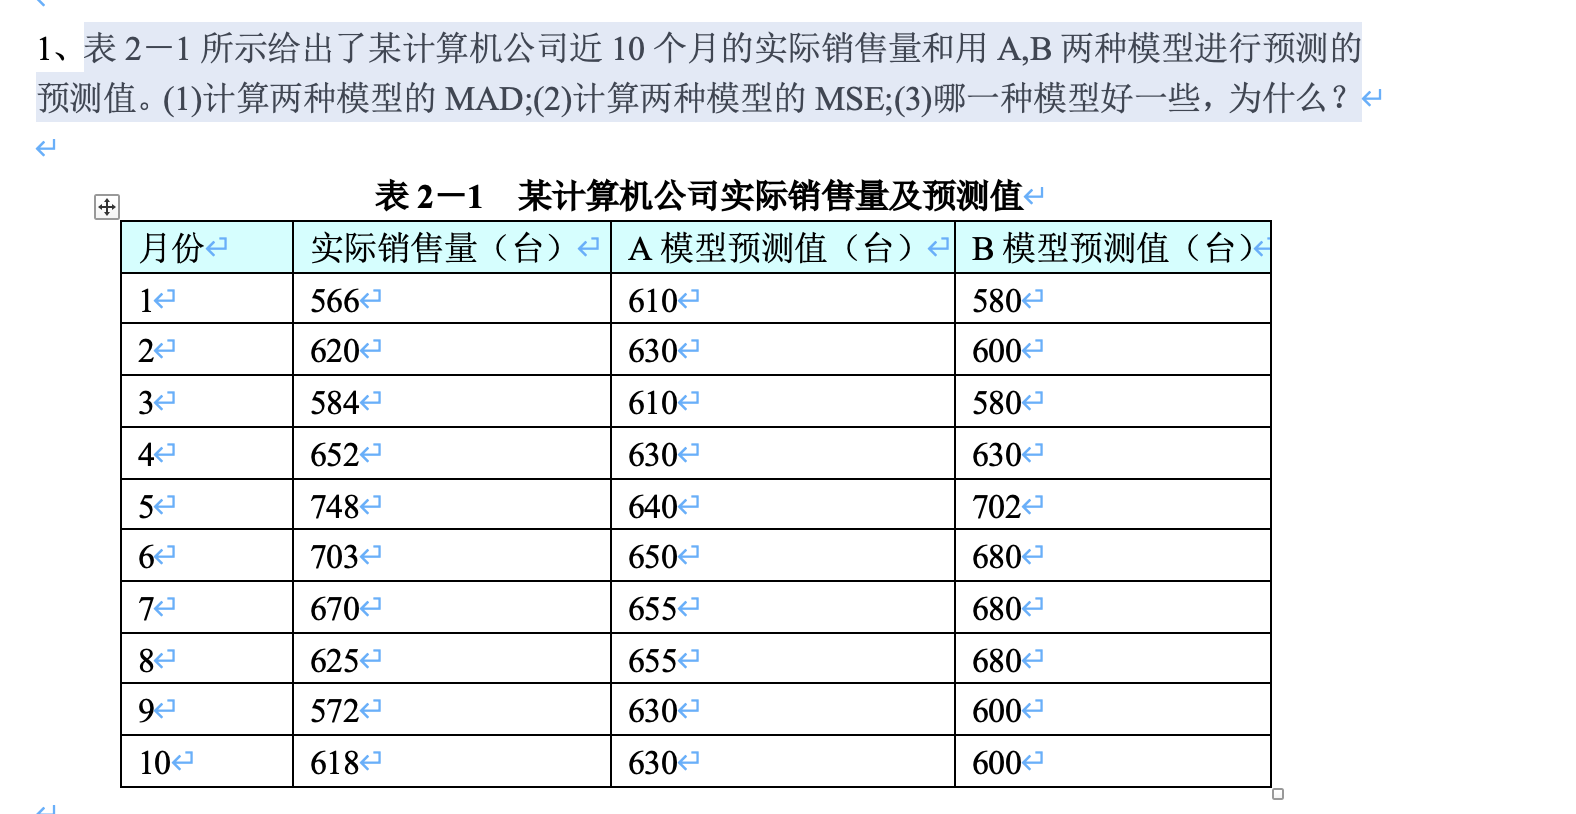 1、表 2－1 所示给出了某计算机公司近 10 个月的实际销售量和用 A,B 两种模型进行预测的
预测值。(1)计算两种模型的 MAD;(2)计算两种模型的 MSE;(3)哪一种模型好一些，为什么？
表 2－1 某计算机公司实际销售量及预测值
月份 实际销售量（台） A 模型预测值（台） B 模型预测值（台）
1 566 610 580
2 620 630 600
3 584 610 580
4 652 630 630
5 748 640 702
6 703 650 680
7 670 655 680
8 625 655 680
9 572 630 600
10 618 630 600